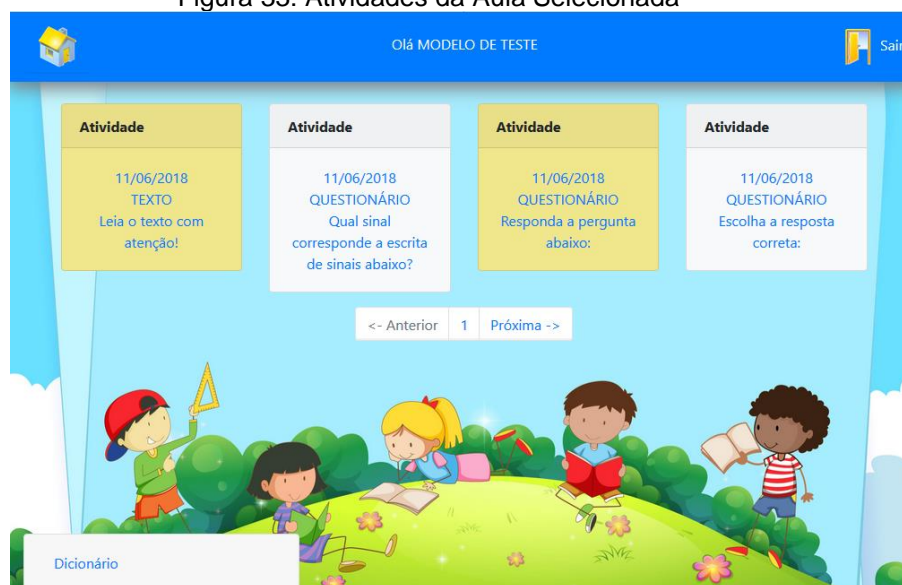 Figura 33: Atividades da Aula Selecionada
Olá MODELO DE TESTE
Sair
Atividade
11/06/2018
TEXTO
Leia o texto com
atenção!
Atividade
11/06/2018
QUESTIONÁRIO
Qual sinal
corresponde a escrita
de sinais abaixo?
Atividade
11/06/2018
QUESTIONÁRIO
Responda a pergunta
abaixo:
Atividade
11/06/2018
QUESTIONÁRIO
Escolha a resposta
correta:
<- Anterior 1 Próxima ->
Dicionário